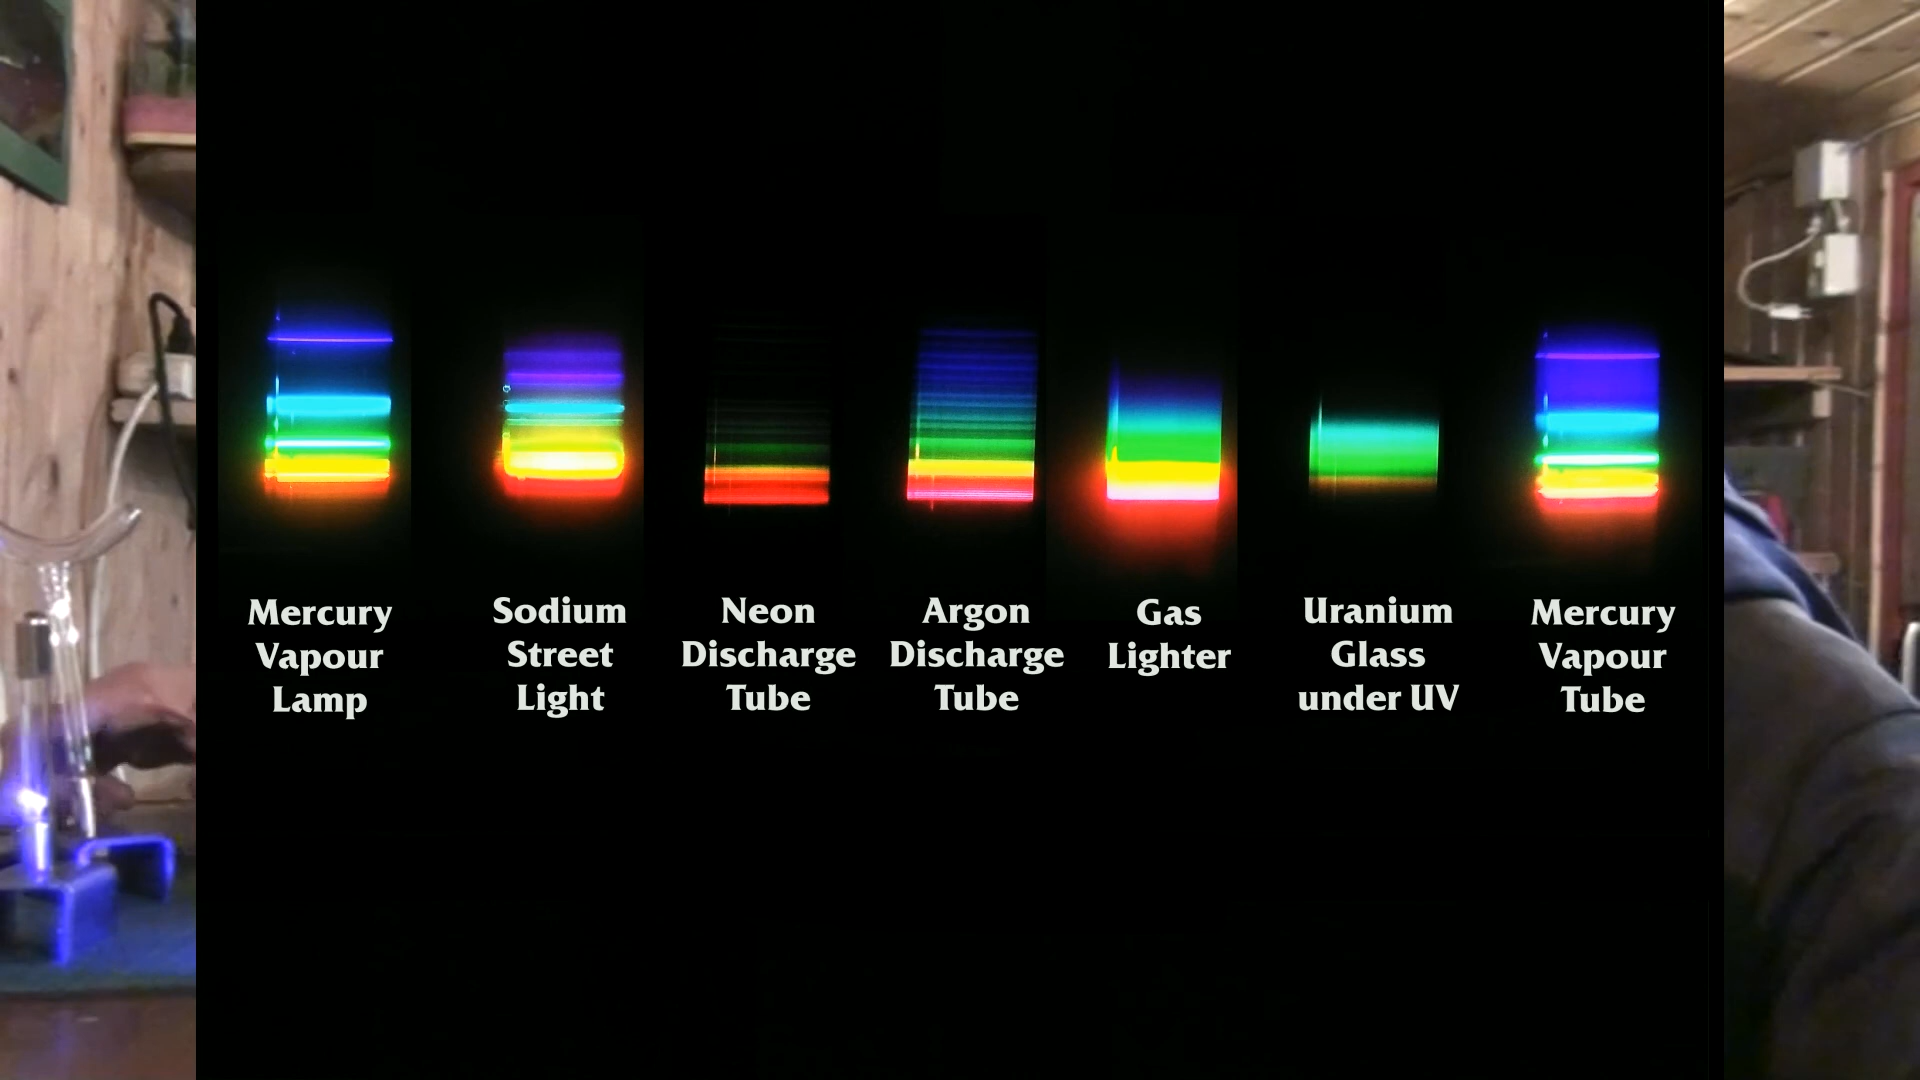 Mercury
Vapour
Lamp
Sodium
Street
Light
Neon
Discharge
Tube
Argon
Discharge
Tube
Gas
Lighter
Uranium
Glass
under UV
Mercury
Vapour
Tube